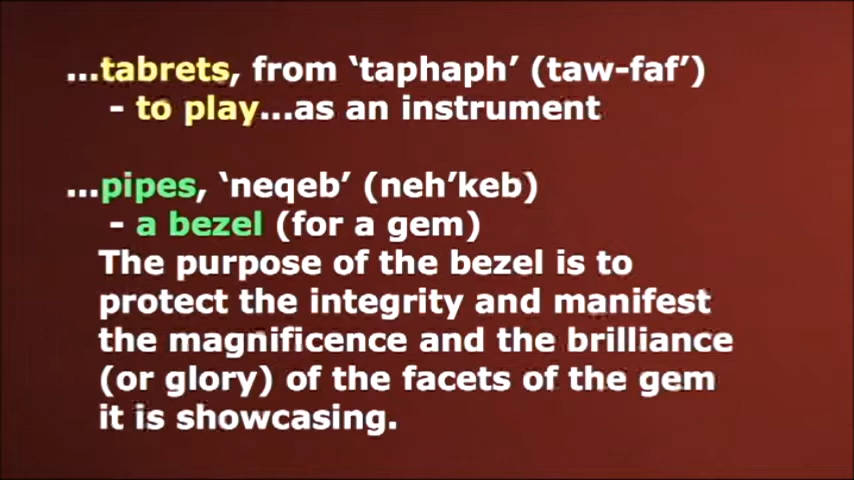 ...tabrets, from ‘taphaph’ (taw-faf’)
- to play...as an instrument
...pipes, ‘neqeb’ (neh’keb)
- a bezel (for a gem)
The purpose of the bezel is to
protect the integrity and manifest
the magnificence and the brilliance
(or glory) of the facets of the gem
it is showcasing.